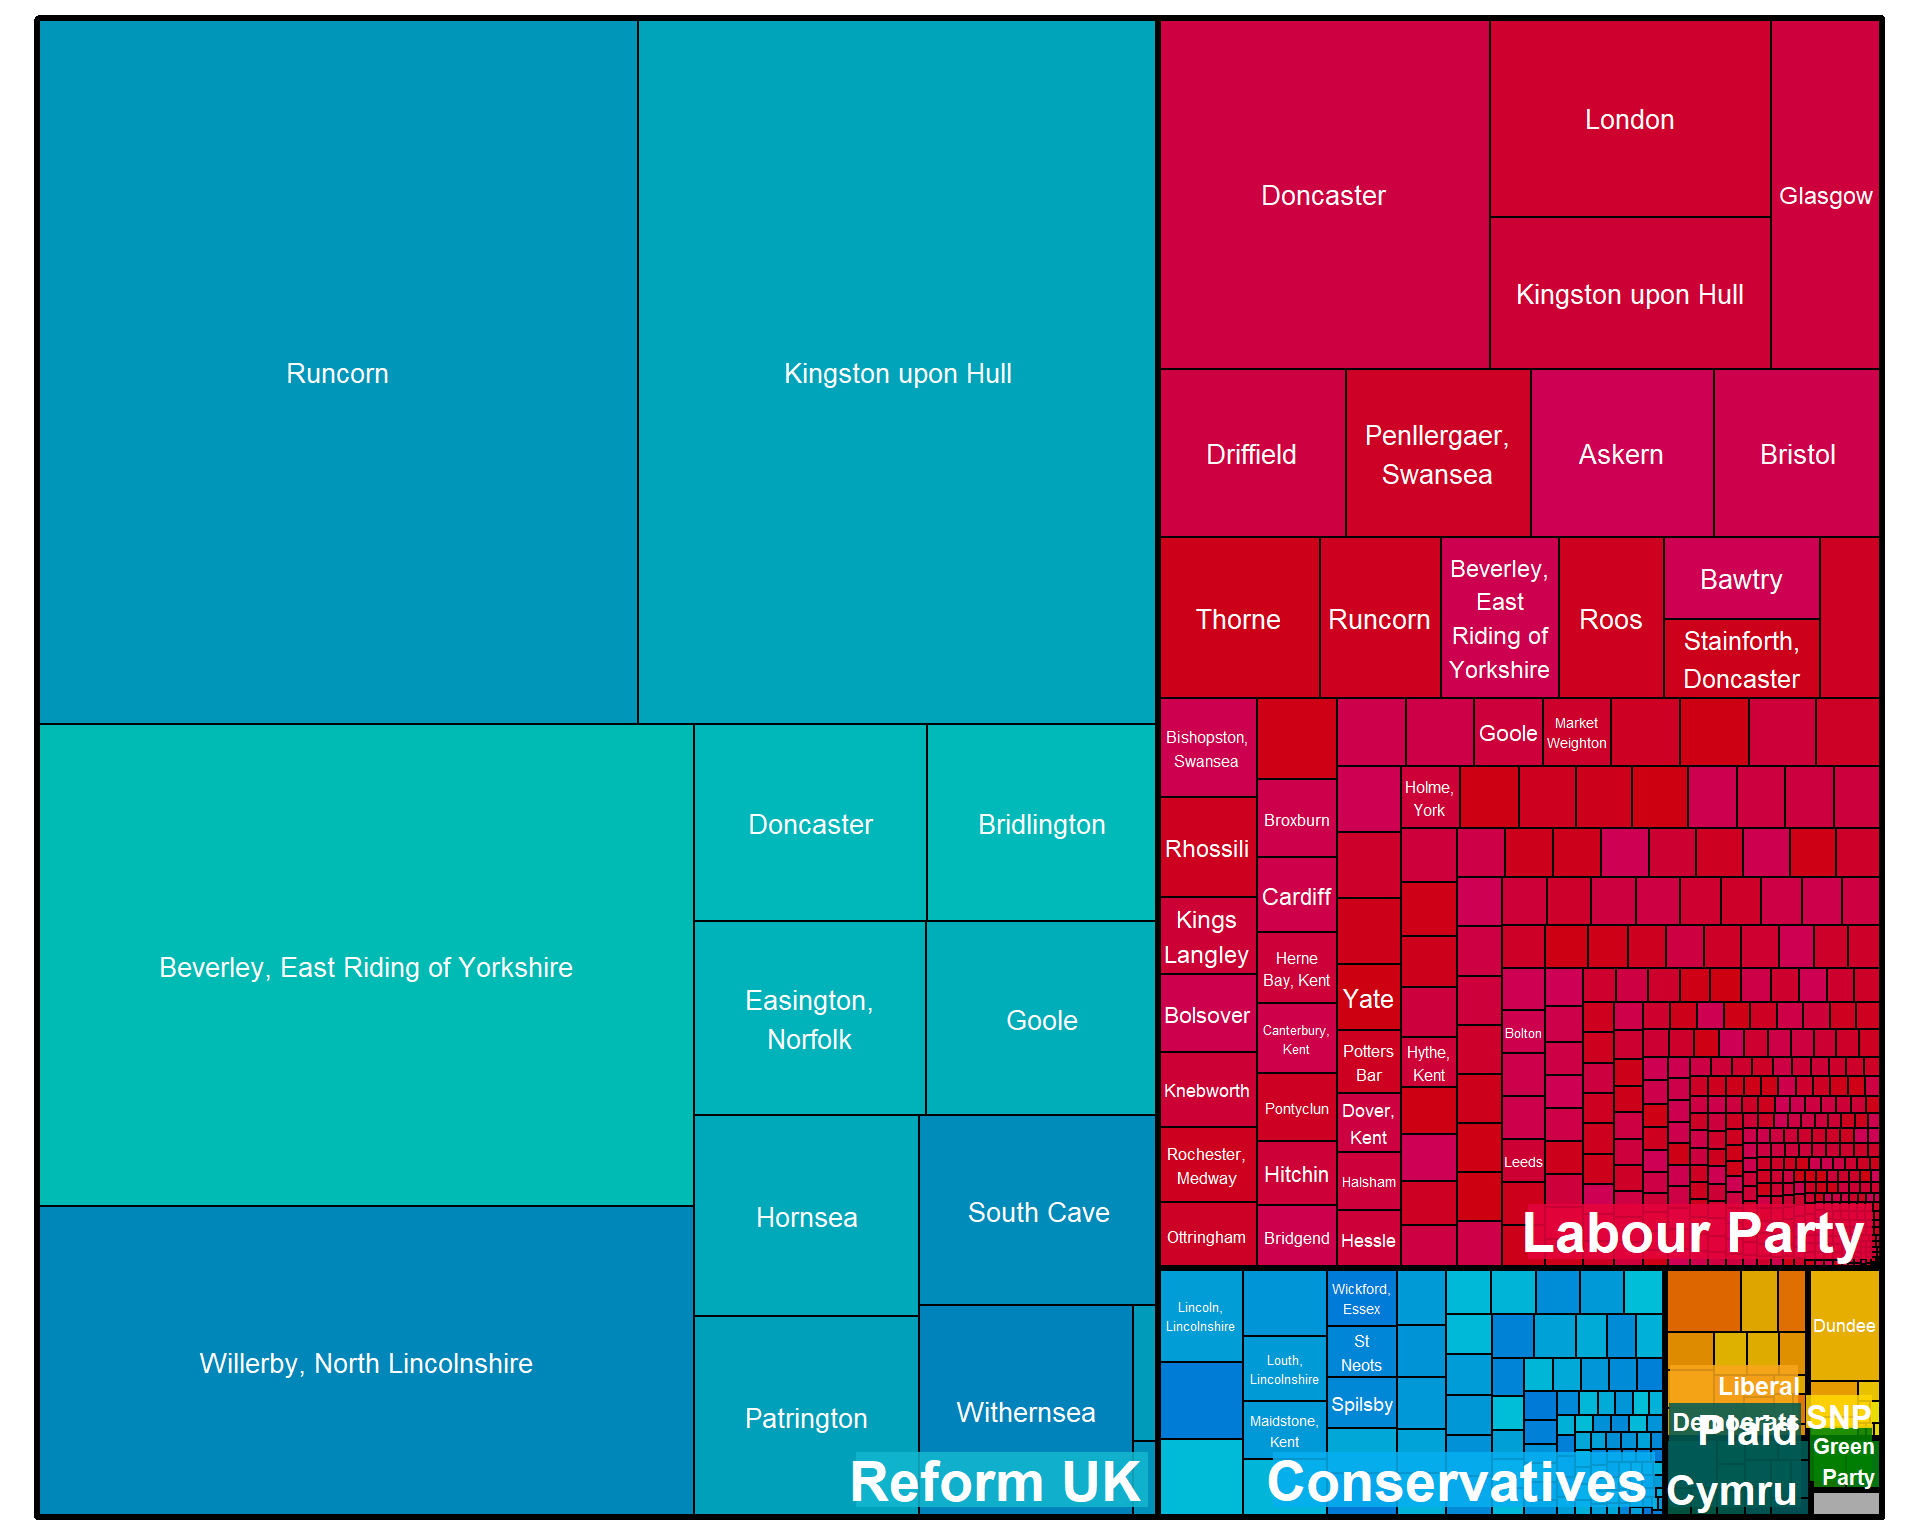 Runcorn
Kingston upon Hull
Beverley, East Riding of Yorkshire
Willerby, North Lincolnshire
Doncaster
Bridlington
Easington,
Norfolk
Goole
Hornsea
South Cave
Patrington
Withernsea
Reform UK
Doncaster
London
Kingston upon Hull
Glasgow
Driffield
Penllergaer,
Swansea
Askern
Bristol
Thorne
Runcorn
Beverley,
East
Riding of
Yorkshire
Roos
Bawtry
Stainforth,
Doncaster
Bishopston,
Swansea
Rhossili
Kings
Langley
Bolsover
Knebworth
Rochester,
Medway
Ottringham
Broxburn
Cardiff
Herne
Bay, Kent
Canterbury,
Kent
Pontyclun
Hitchin
Bridgend
Yate
Potters
Bar
Dover,
Kent
Halsham
Hessle
Goole
Market
Weighton
Holme,
York
Hythe,
Kent
Bolton
Leeds
Labour Party
Lincoln,
Lincolnshire
Louth,
Lincolnshire
Maidstone,
Kent
Wickford,
Essex
St
Neots
Spilsby
Conservatives
Liberal
Democrats
Plaid
Cymru
Dundee
SNP
Green
Party